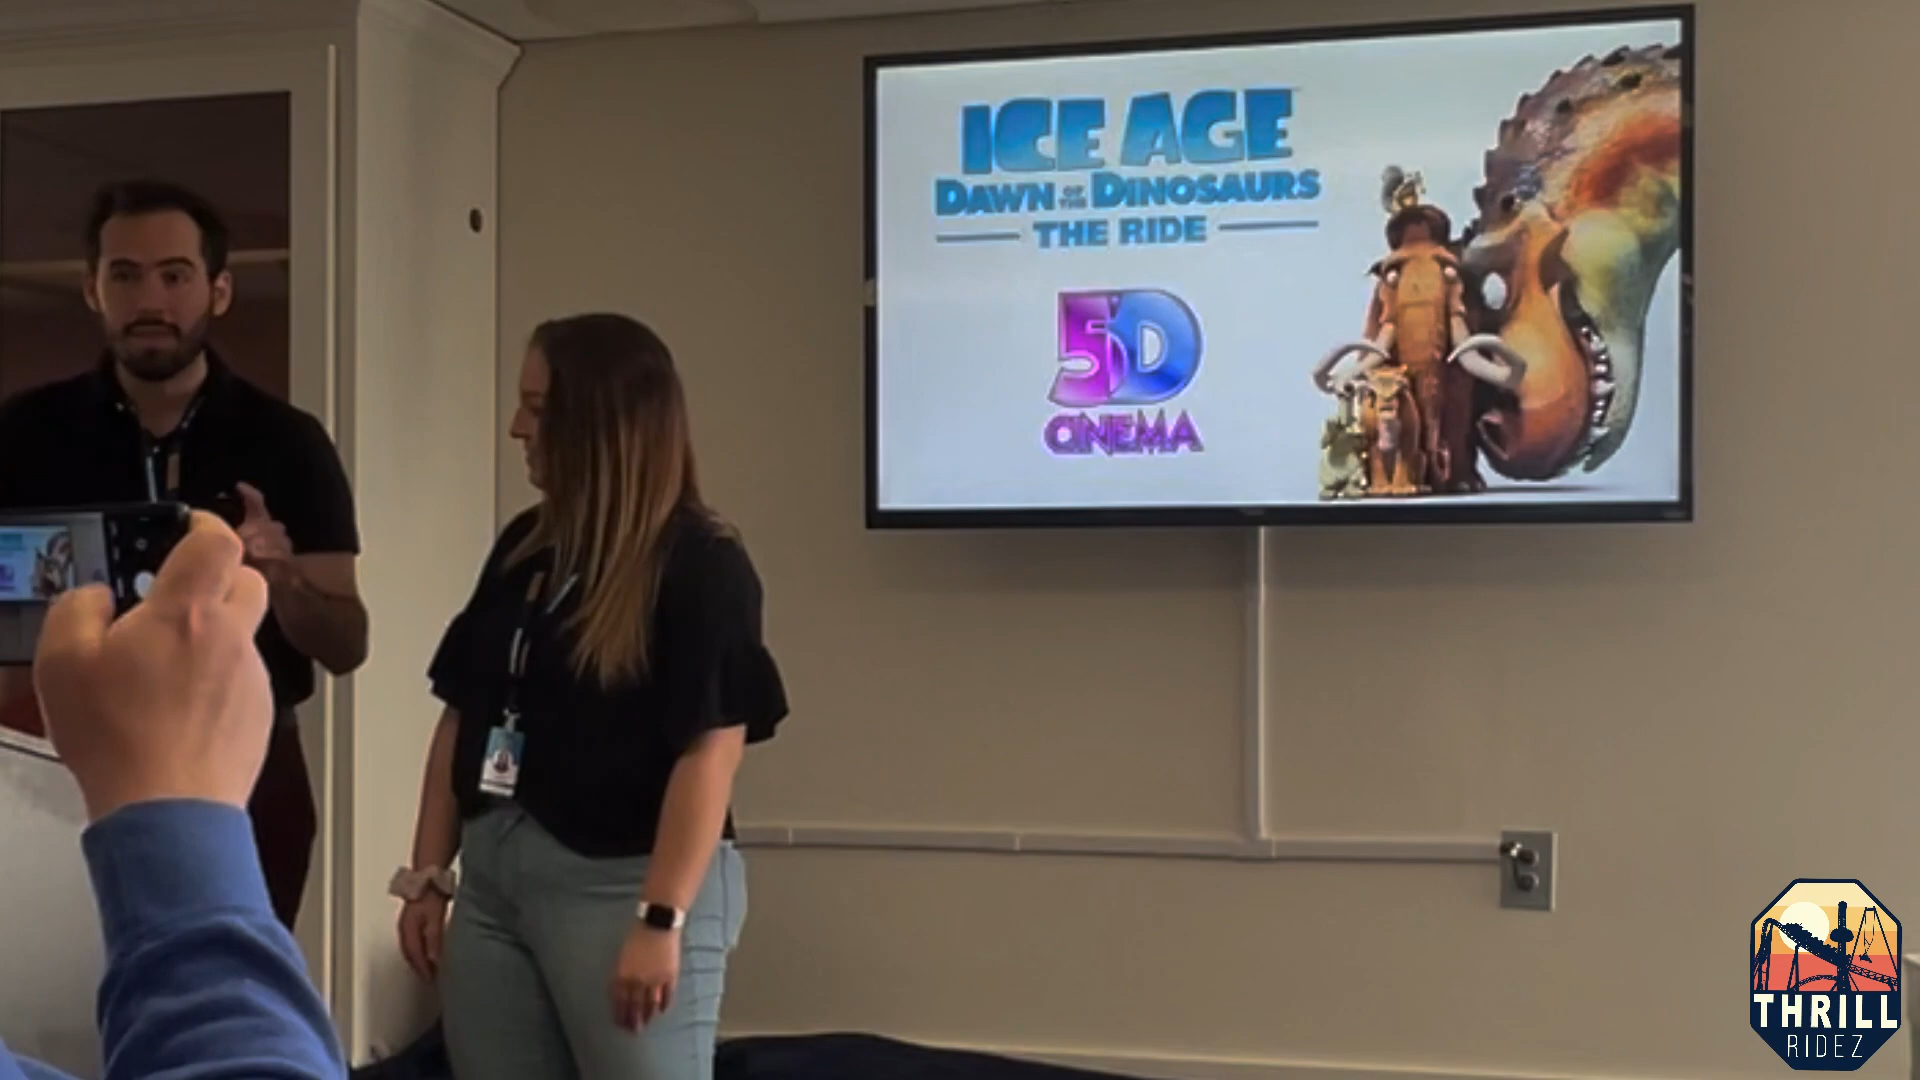 ICE AGE
DAWN OF THE DINOSAURS
THE RIDE
5D
CINEMA
THRILL
RIDEZ